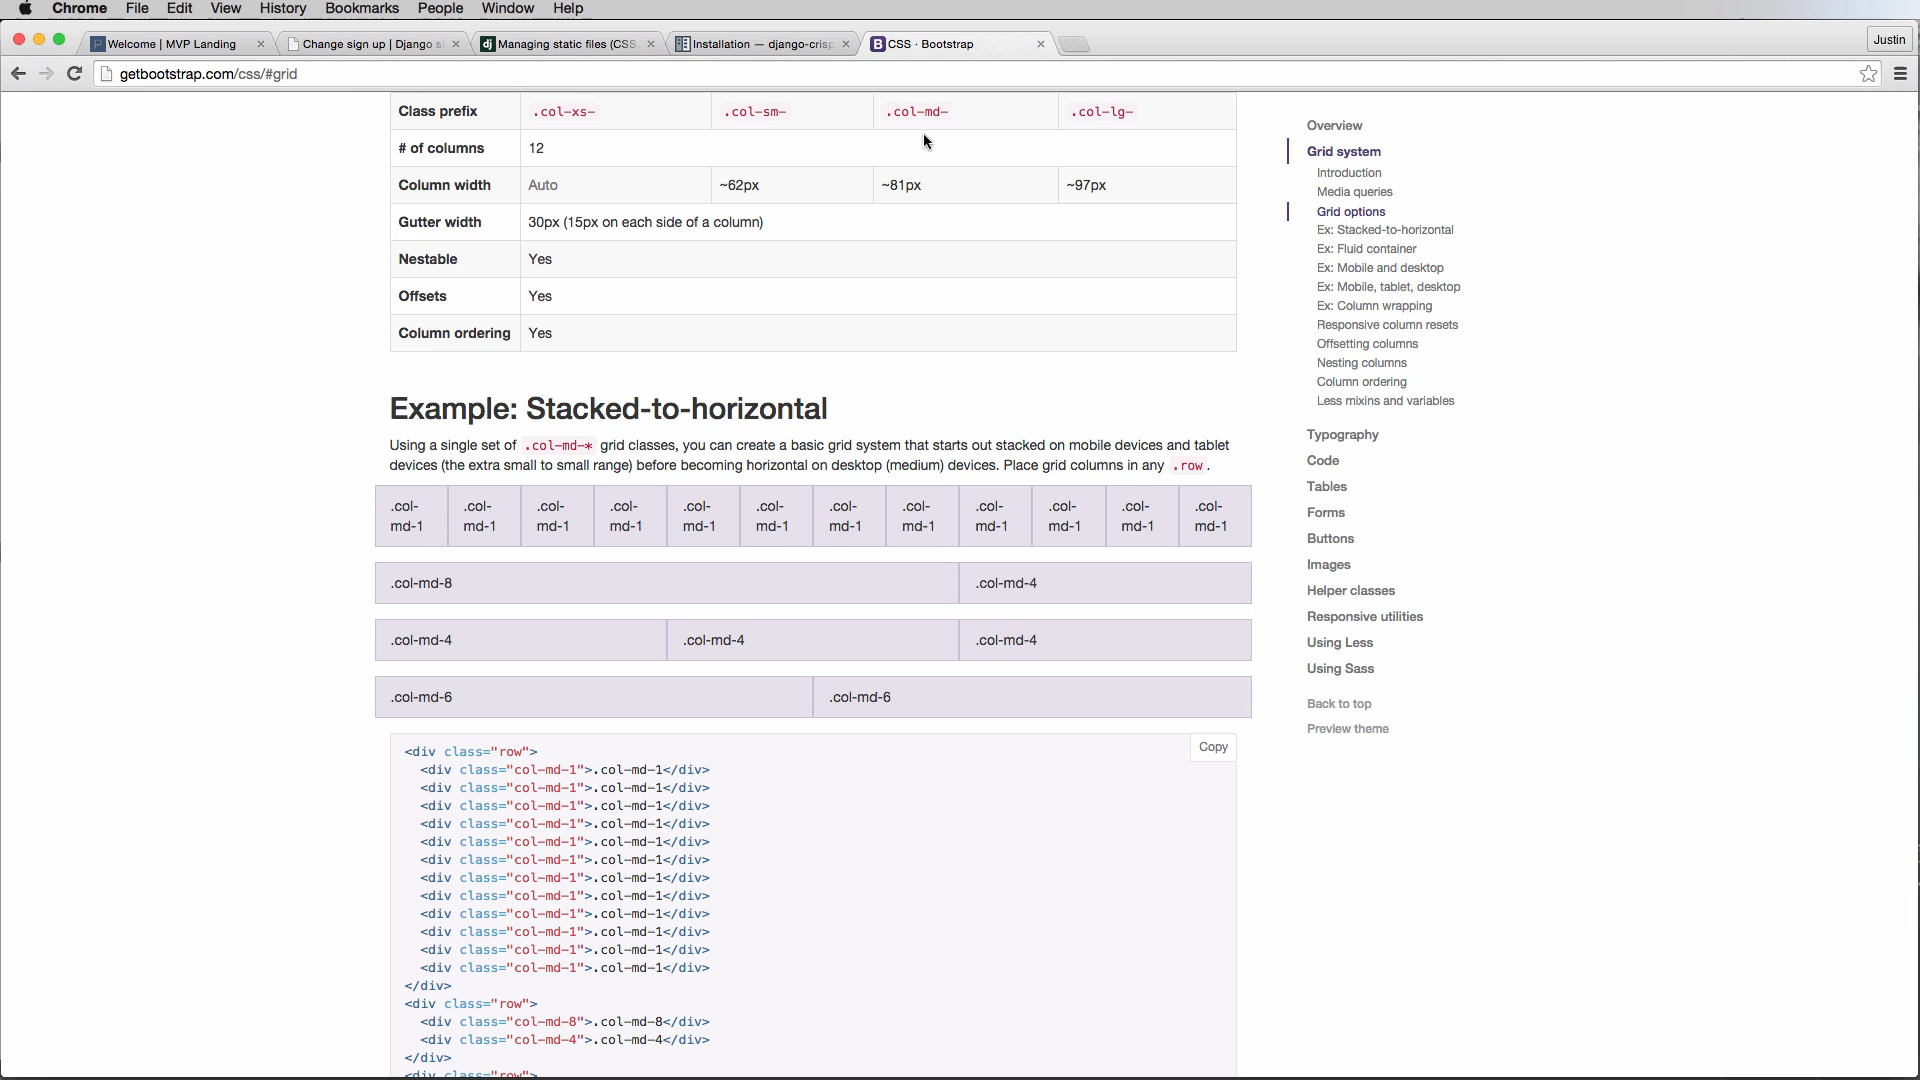 Chrome File Edit View History Bookmarks People Window Help
Welcome | MVP Landing
Change sign up | Django s
Managing static files (CSS,
Installation — django-crisp
CSS · Bootstrap
Justin
getbootstrap.com/css/#grid
Class prefix .col-xs- .col-sm- .col-md- .col-lg-
# of columns 12
Column width Auto ~62px ~81px ~97px
Gutter width 30px (15px on each side of a column)
Nestable Yes
Offsets Yes
Column ordering Yes
Example: Stacked-to-horizontal
Using a single set of .col-md-* grid classes, you can create a basic grid system that starts out stacked on mobile devices and tablet
devices (the extra small to small range) before becoming horizontal on desktop (medium) devices. Place grid columns in any .row.
.col- .col- .col- .col- .col- .col- .col- .col- .col- .col- .col- .col-
md-1 md-1 md-1 md-1 md-1 md-1 md-1 md-1 md-1 md-1 md-1 md-1
.col-md-8 .col-md-4
.col-md-4 .col-md-4 .col-md-4
.col-md-6 .col-md-6
Copy
<div class="row">
<div class="col-md-1">.col-md-1</div>
<div class="col-md-1">.col-md-1</div>
<div class="col-md-1">.col-md-1</div>
<div class="col-md-1">.col-md-1</div>
<div class="col-md-1">.col-md-1</div>
<div class="col-md-1">.col-md-1</div>
<div class="col-md-1">.col-md-1</div>
<div class="col-md-1">.col-md-1</div>
<div class="col-md-1">.col-md-1</div>
<div class="col-md-1">.col-md-1</div>
<div class="col-md-1">.col-md-1</div>
<div class="col-md-1">.col-md-1</div>
</div>
<div class="row">
<div class="col-md-8">.col-md-8</div>
<div class="col-md-4">.col-md-4</div>
</div>
<div class="row">
Overview
Grid system
Introduction
Media queries
Grid options
Ex: Stacked-to-horizontal
Ex: Fluid container
Ex: Mobile and desktop
Ex: Mobile, tablet, desktop
Ex: Column wrapping
Responsive column resets
Offsetting columns
Nesting columns
Column ordering
Less mixins and variables
Typography
Code
Tables
Forms
Buttons
Images
Helper classes
Responsive utilities
Using Less
Using Sass
Back to top
Preview theme